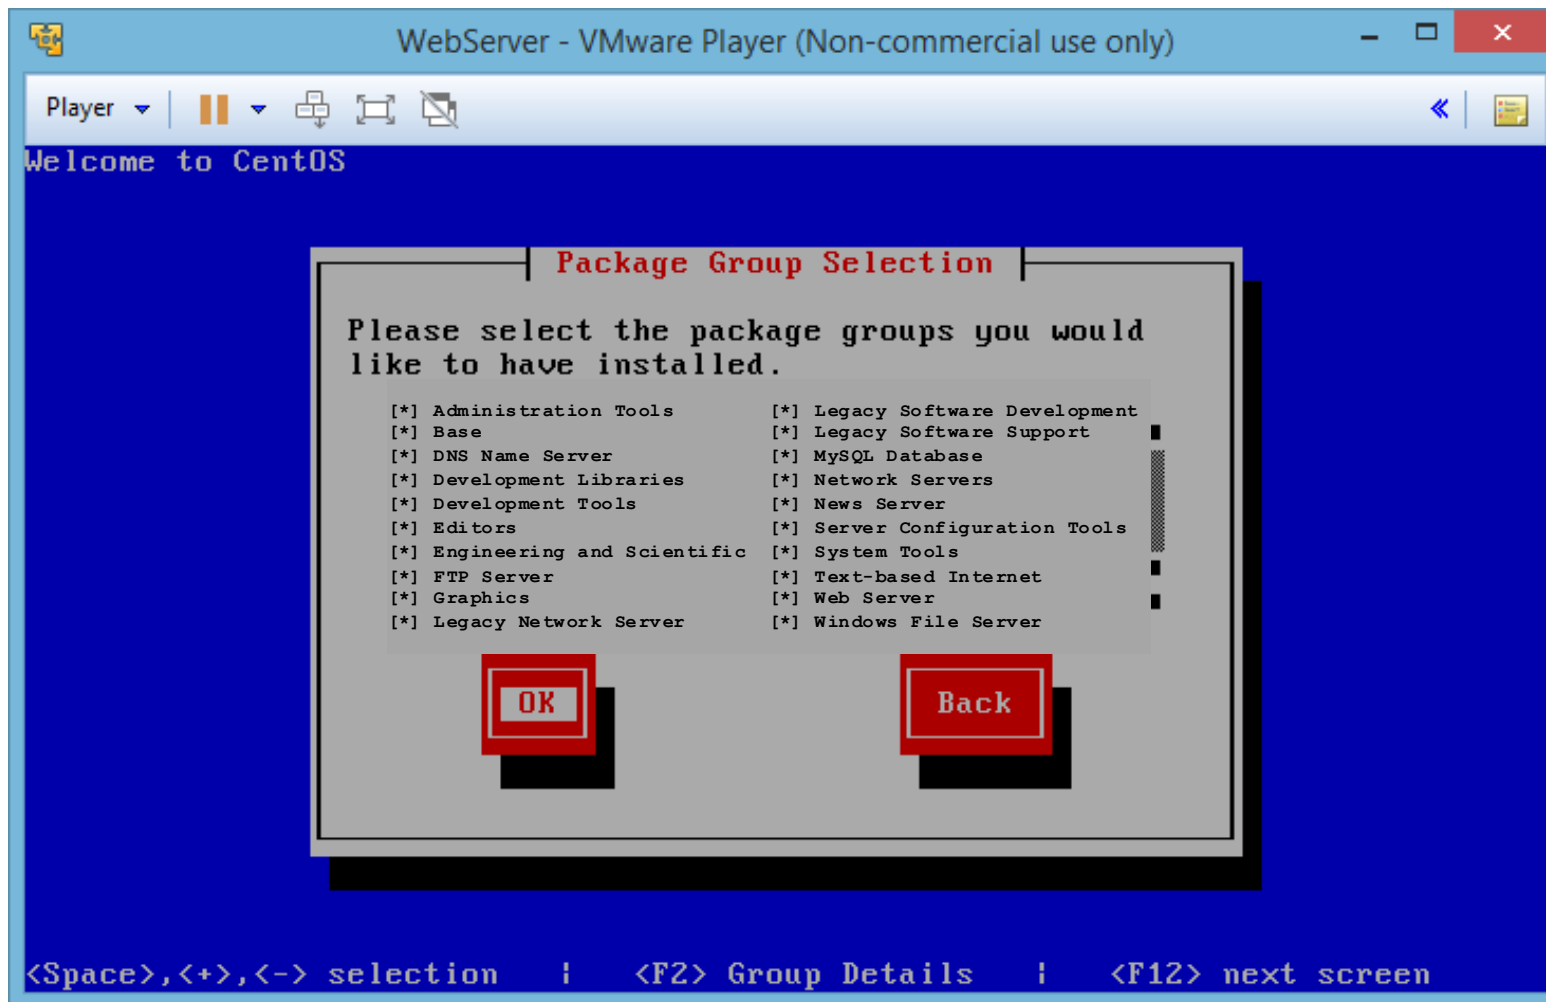 WebServer - VMware Player (Non-commercial use only)
Player
Welcome to CentOS
Package Group Selection
Please select the package groups you would
like to have installed.
[*] Administration Tools [*] Legacy Software Development
[*] Base [*] Legacy Software Support
[*] DNS Name Server [*] MySQL Database
[*] Development Libraries [*] Network Servers
[*] Development Tools [*] News Server
[*] Editors [*] Server Configuration Tools
[*] Engineering and Scientific [*] System Tools
[*] FTP Server [*] Text-based Internet
[*] Graphics [*] Web Server
[*] Legacy Network Server [*] Windows File Server
OK Back
<Space>,<+>,<-> selection | <F2> Group Details | <F12> next screen